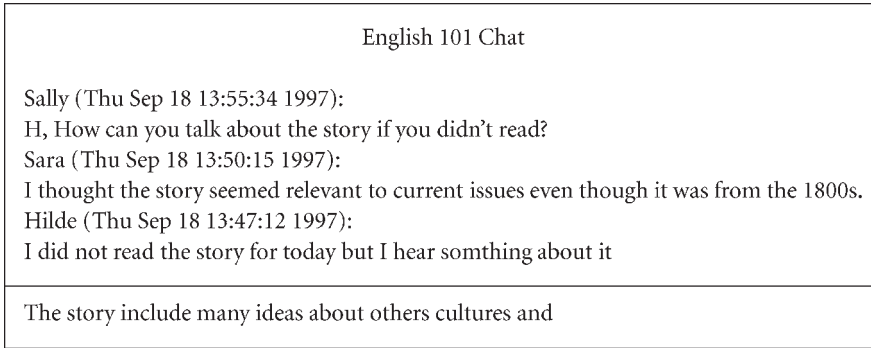 English 101 Chat
Sally (Thu Sep 18 13:55:34 1997):
H, How can you talk about the story if you didn’t read?
Sara (Thu Sep 18 13:50:15 1997):
I thought the story seemed relevant to current issues even though it was from the 1800s.
Hilde (Thu Sep 18 13:47:12 1997):
I did not read the story for today but I hear somthing about it
The story include many ideas about others cultures and